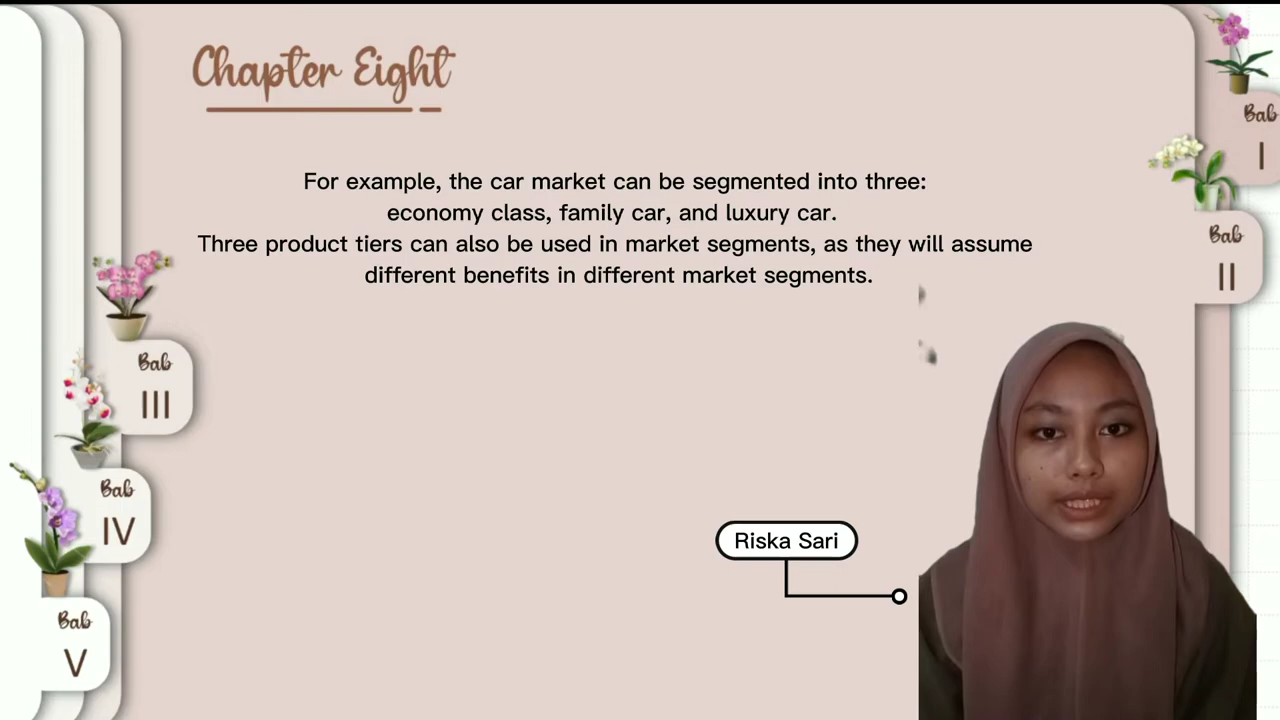 Chapter Eight
For example, the car market can be segmented into three:
economy class, family car, and luxury car.
Three product tiers can also be used in market segments, as they will assume
different benefits in different market segments.
Riska Sari
Bab
I
Bab
II
Bab
III
Bab
IV
Bab
V